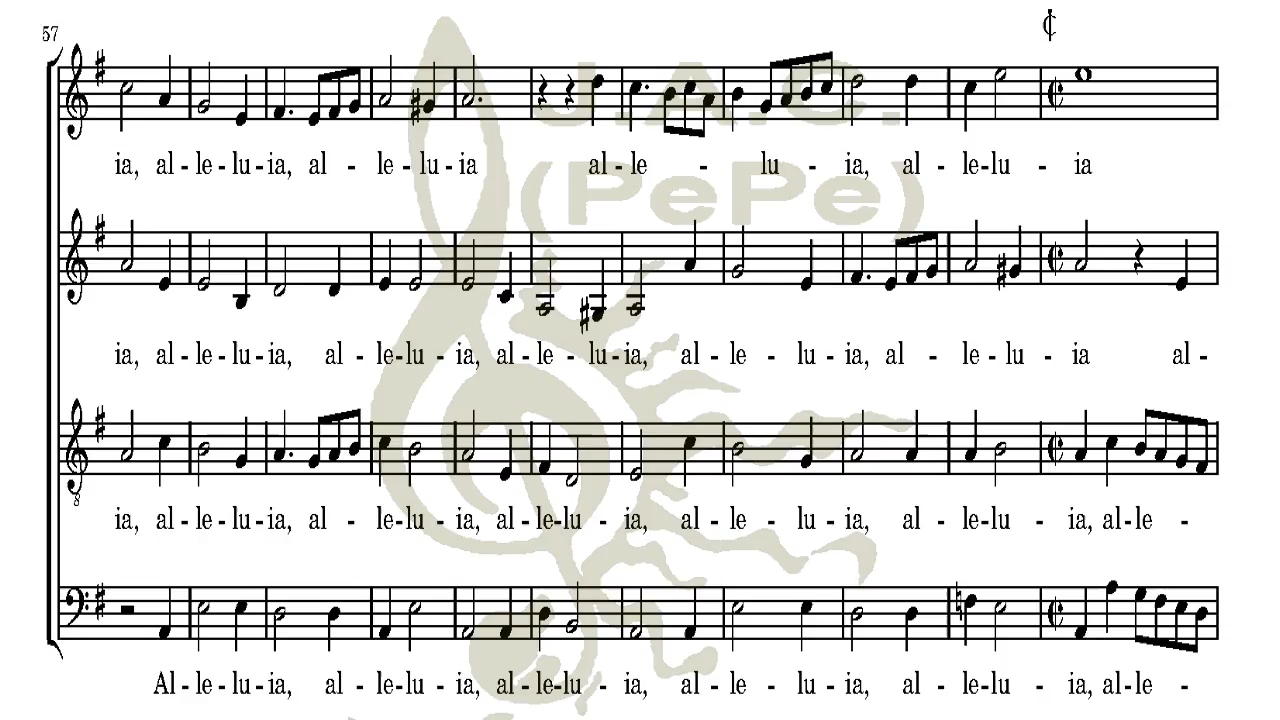 57
ia, al - le - lu - ia, al - le - lu - ia al - le - lu - ia, al - le - lu - ia
J.A.C.
(PePe)
ia, al - le - lu - ia, al - le - lu - ia, al - le - lu - ia, al - le - lu - ia, al - le - lu - ia al -
8
ia, al - le - lu - ia, al - le - lu - ia, al - le - lu - ia, al - le - lu - ia, al - le - lu - ia, al - le -
Al - le - lu - ia, al - le - lu - ia, al - le - lu - ia, al - le - lu - ia, al - le - lu - ia, al - le -